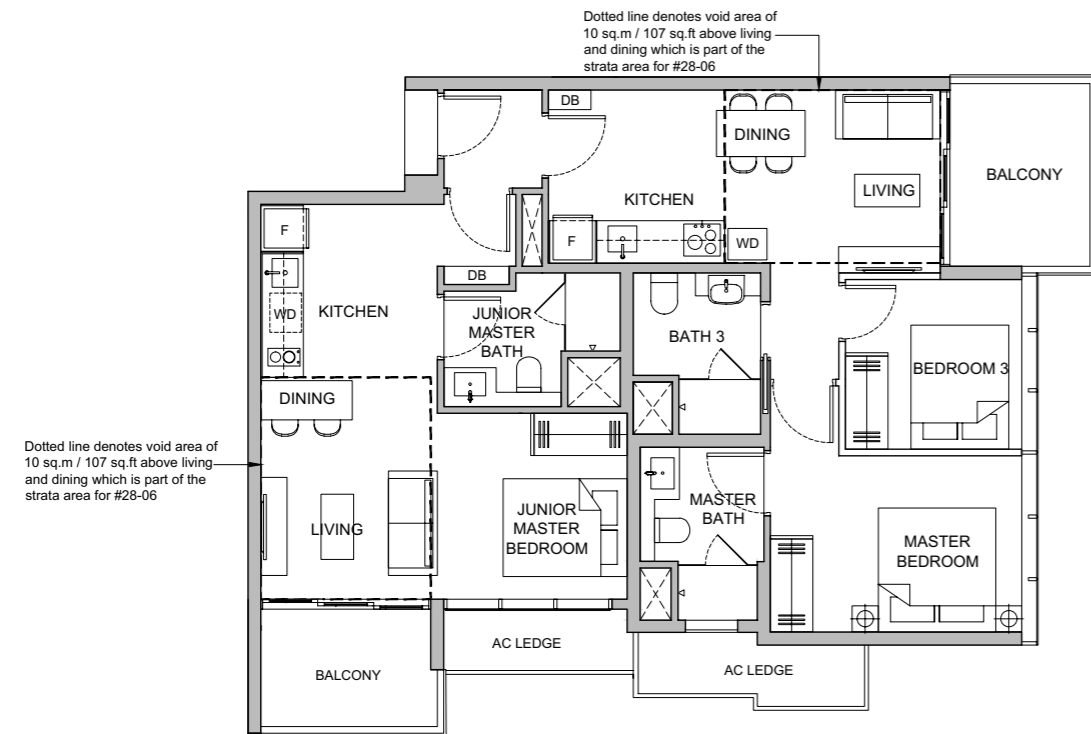 Dotted line denotes void area of
10 sq.m / 107 sq.ft above living
and dining which is part of the
strata area for #28-06
DB
DINING
LIVING
BALCONY
KITCHEN
F
WD
F
WD
KITCHEN
DB
JUNIOR
MASTER
BATH
BATH 3
BEDROOM 3
DINING
Dotted line denotes void area of
10 sq.m / 107 sq.ft above living
and dining which is part of the
strata area for #28-06
LIVING
JUNIOR
MASTER
BEDROOM
MASTER
BATH
MASTER
BEDROOM
BALCONY
AC LEDGE
AC LEDGE